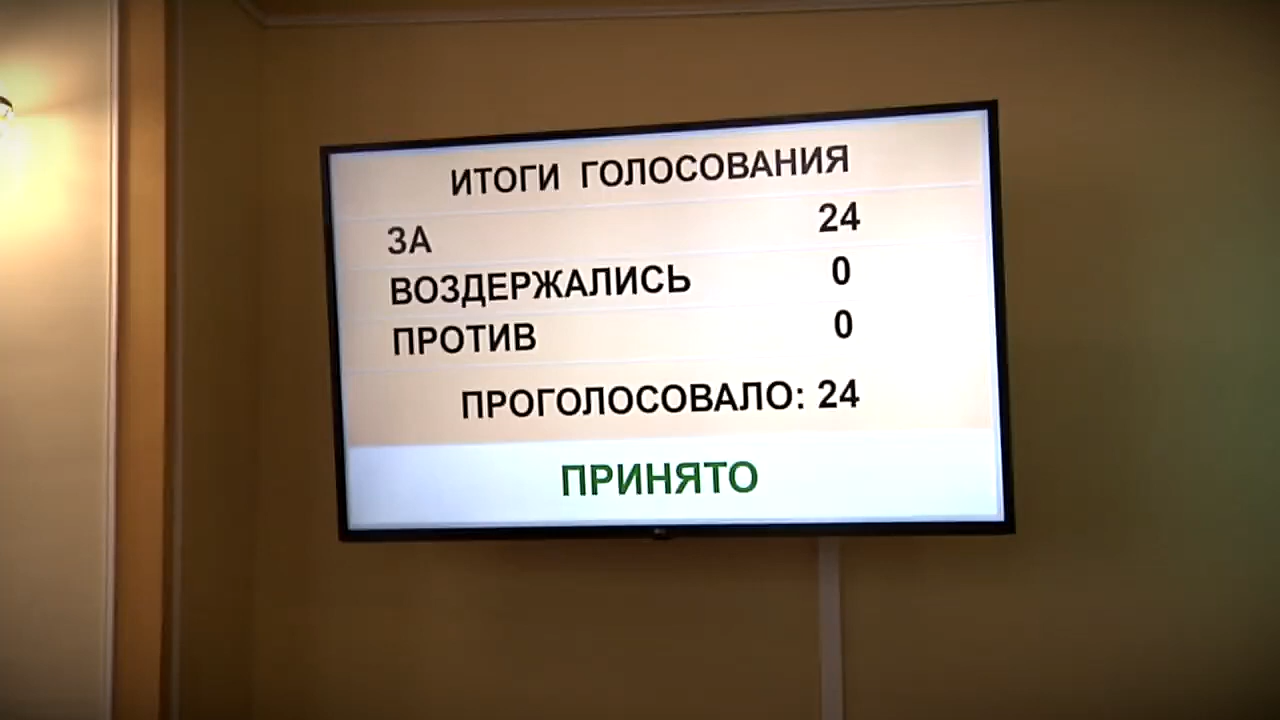 ИТОГИ ГОЛОСОВАНИЯ
ЗА 24
ВОЗДЕРЖАЛИСЬ 0
ПРОТИВ 0
ПРОГОЛОСОВАЛО: 24
ПРИНЯТО